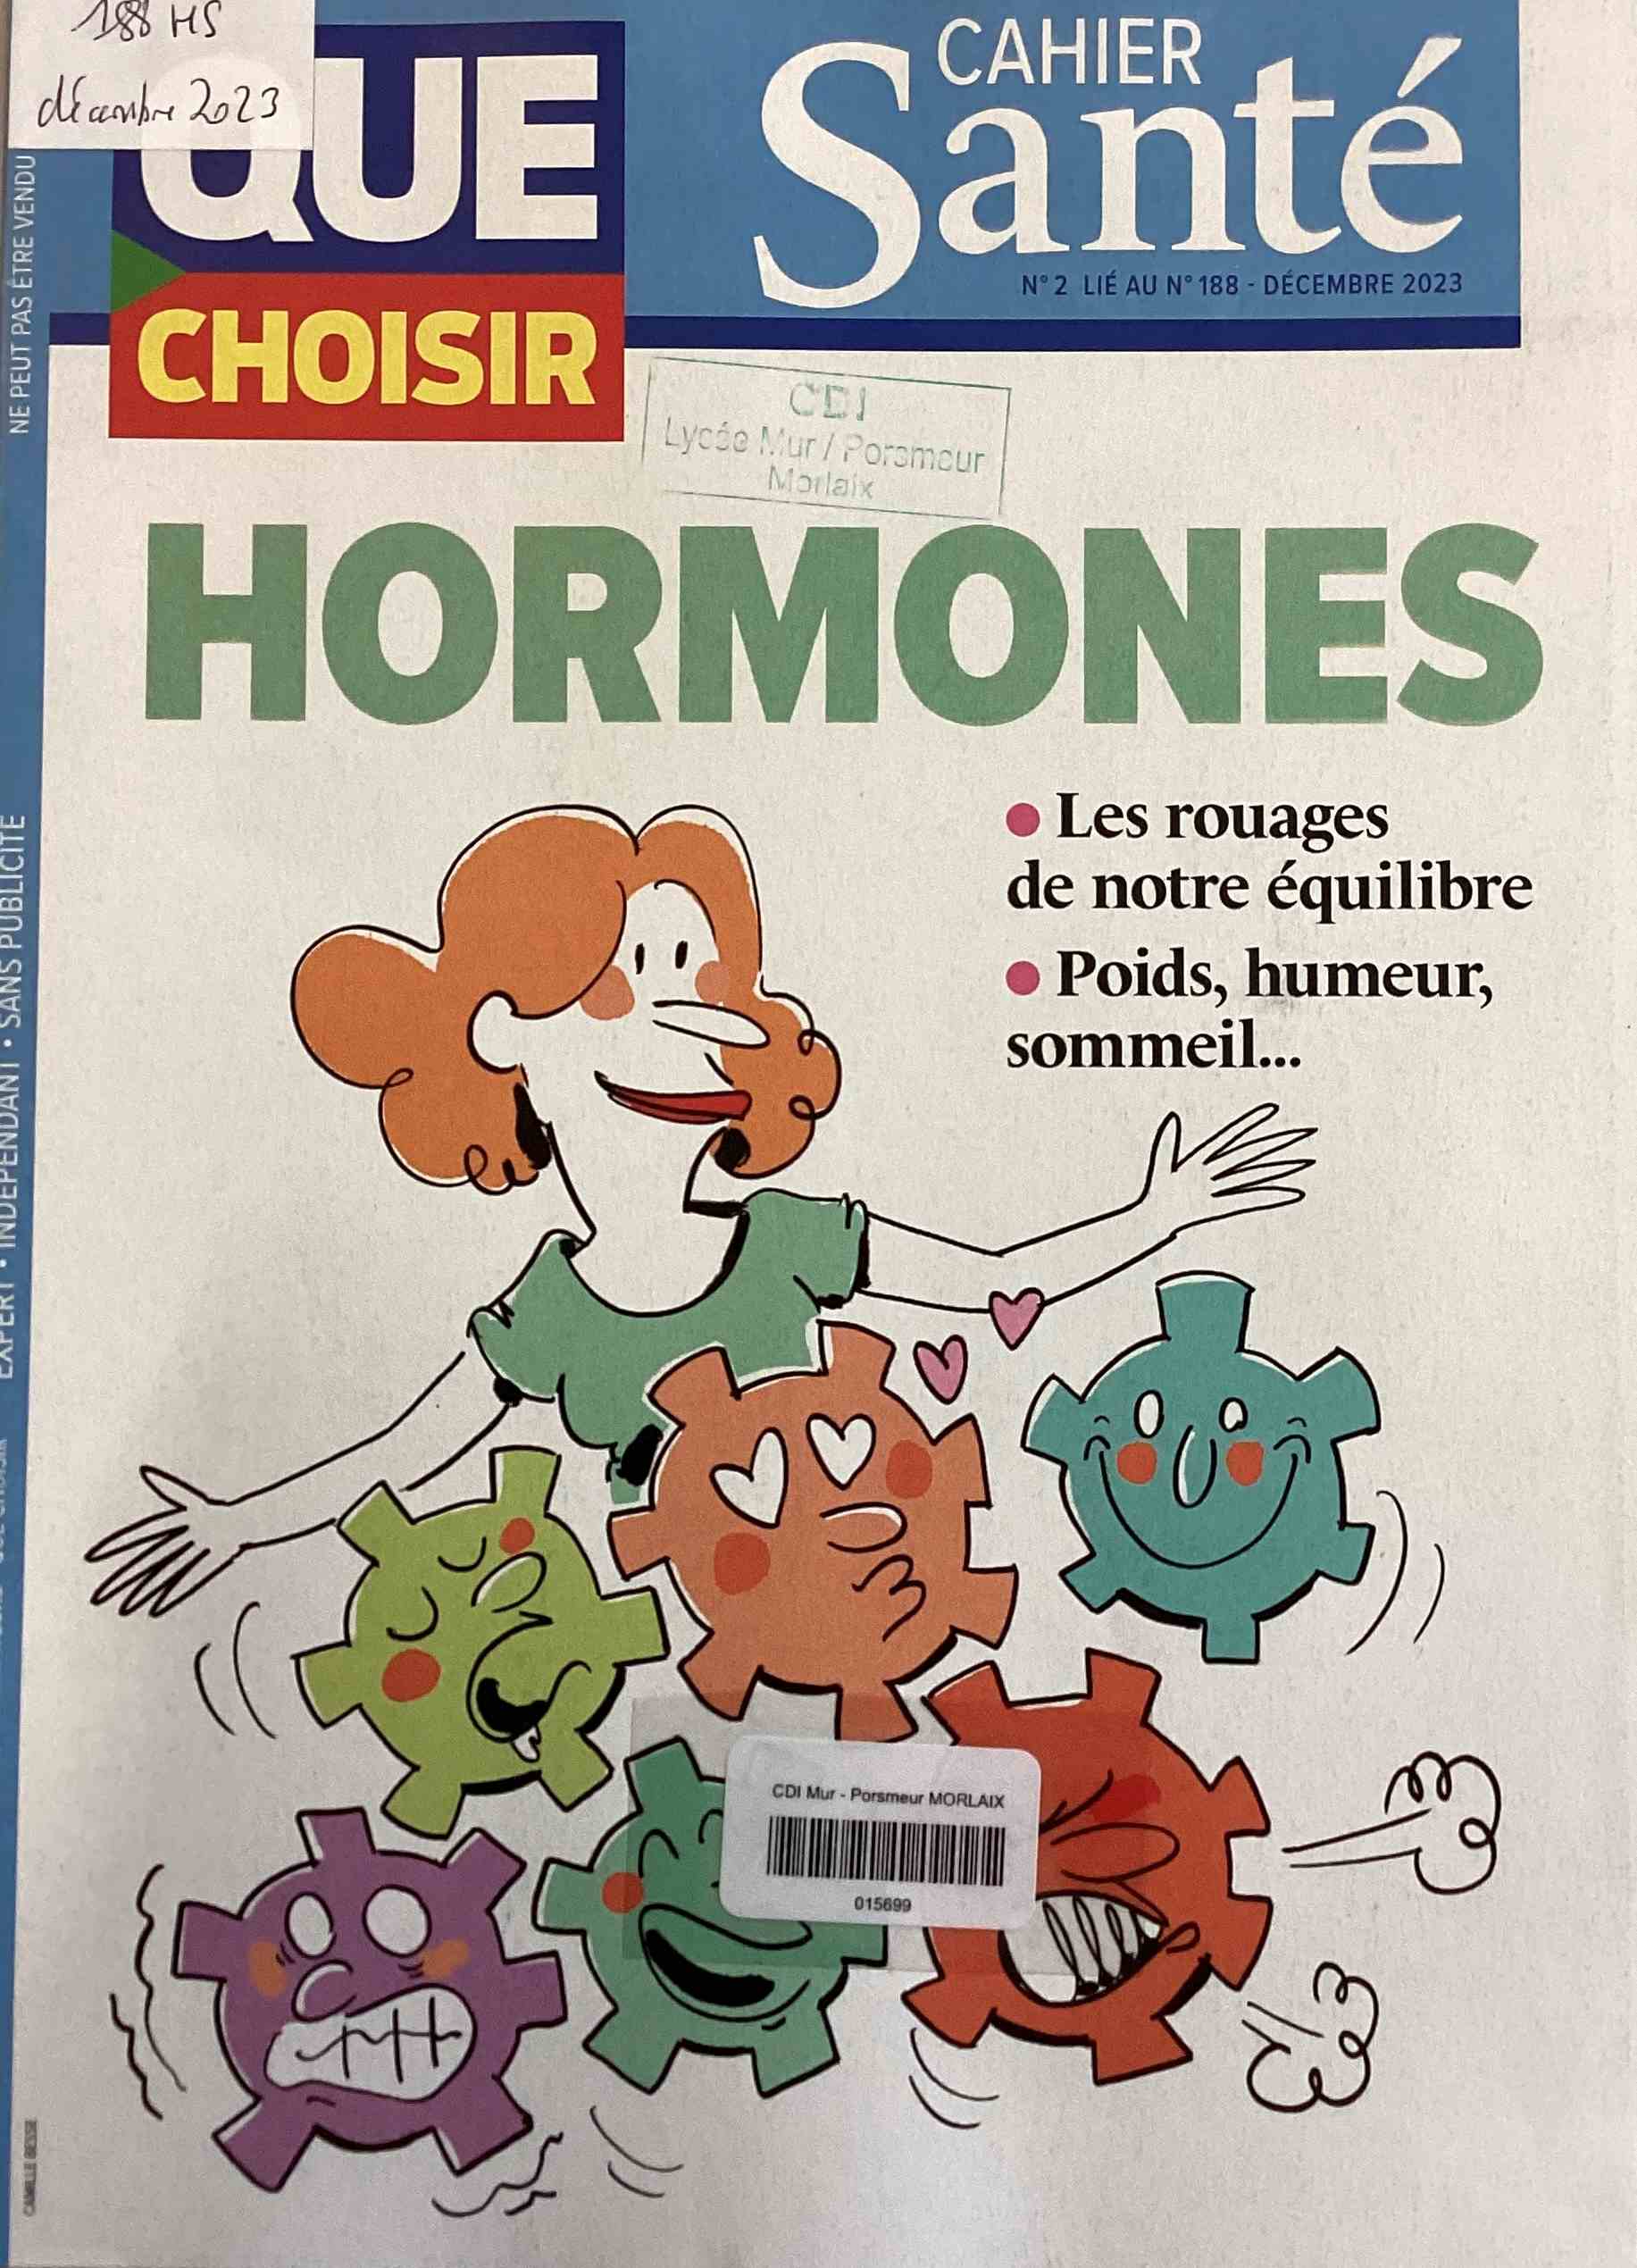 188 HS
décembre 2023
QUE
CHOISIR
CAHIER
Santé
N° 2 LIÉ AU N° 188 - DÉCEMBRE 2023
CDI
Lycée Mur / Porsmeur
Morlaix
HORMONES
• Les rouages
de notre équilibre
• Poids, humeur,
sommeil...
CDI Mur - Porsmeur MORLAIX
015699
NE PEUT PAS ÊTRE VENDU
EXPERT • INDÉPENDANT • SANS PUBLICITÉ
CAMILLE BESSE